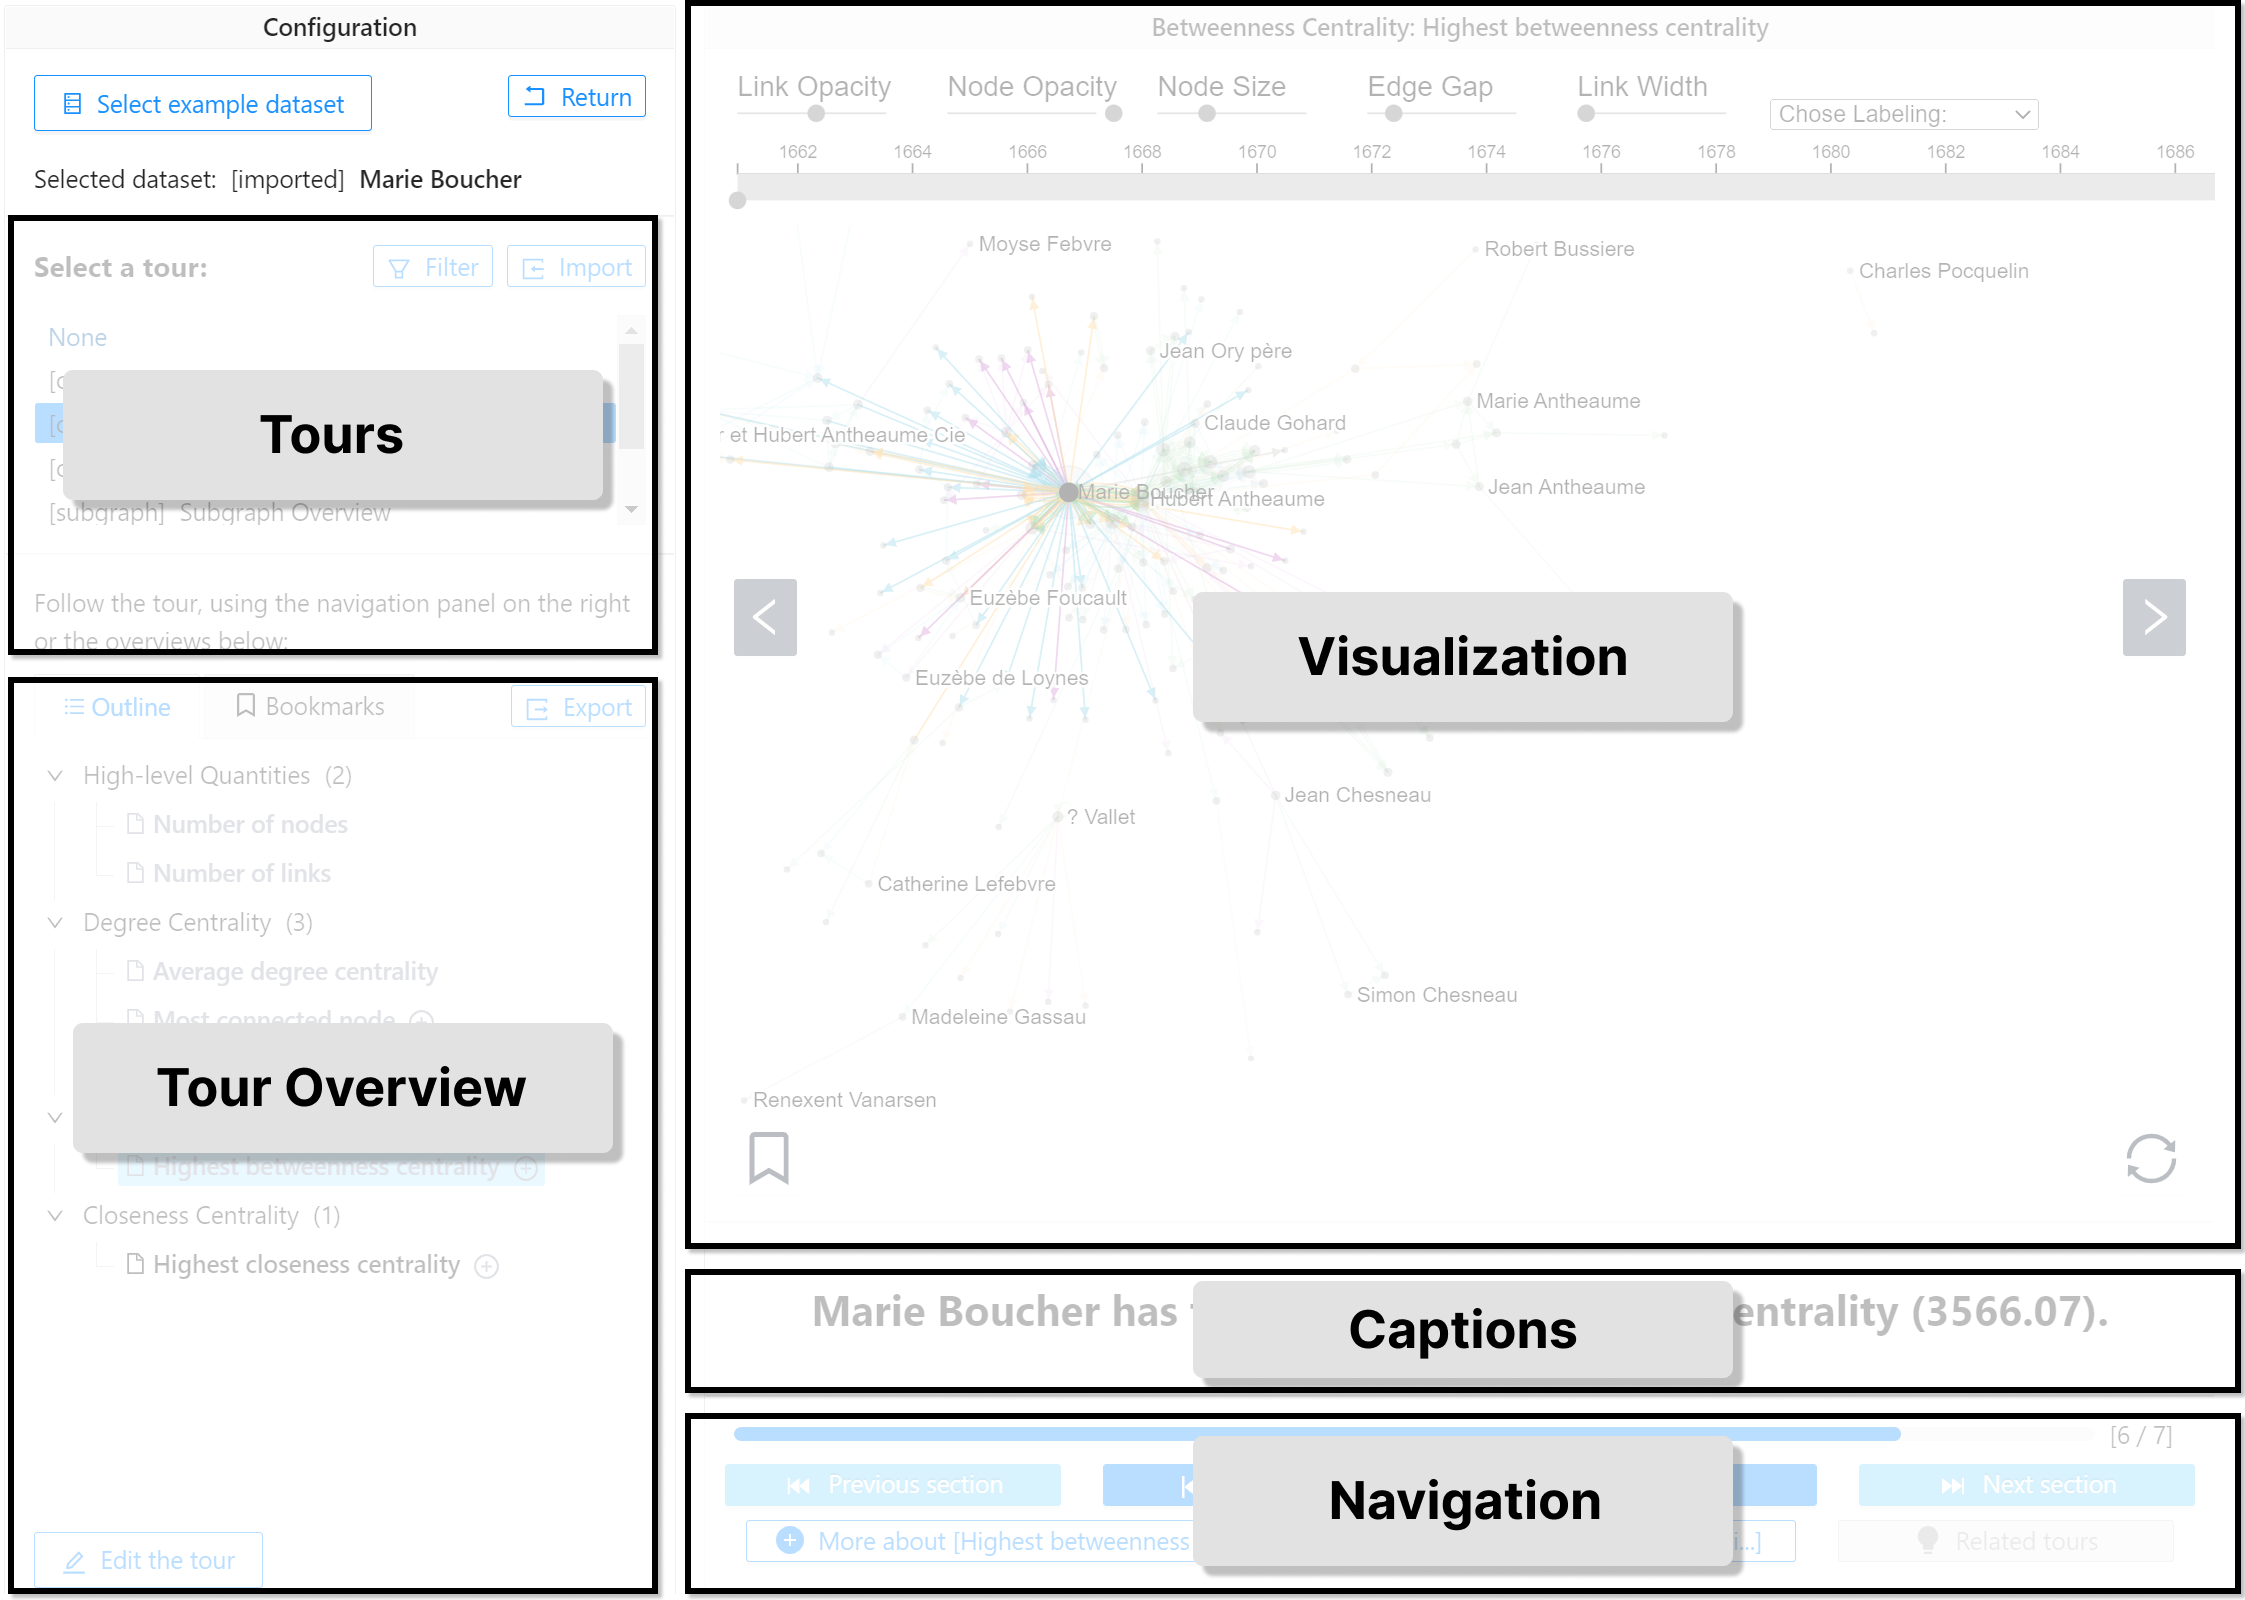 Configuration
Select example dataset
Return
Selected dataset: [imported] Marie Boucher
Select a tour:
Filter
Import
None
Tours
[subgraph] Subgraph Overview
Follow the tour, using the navigation panel on the right
or the overviews below:
Outline
Bookmarks
Export
High-level Quantities (2)
Number of nodes
Number of links
Degree Centrality (3)
Average degree centrality
Most connected node
Tour Overview
Highest betweenness centrality
Closeness Centrality (1)
Highest closeness centrality
Edit the tour
Betweenness Centrality: Highest betweenness centrality
Link Opacity
Node Opacity
Node Size
Edge Gap
Link Width
Chose Labeling:
1662 1664 1666 1668 1670 1672 1674 1676 1678 1680 1682 1684 1686
Moyse Febvre
Robert Bussiere
Charles Pocquelin
Jean Ory père
Marie Antheaume
Claude Gohard
r et Hubert Antheaume Cie
Marie Boucher
Hubert Antheaume
Jean Antheaume
Euzèbe Foucault
Visualization
Euzèbe de Loynes
Jean Chesneau
? Vallet
Catherine Lefebvre
Simon Chesneau
Madeleine Gassau
Renexent Vanarsen
Marie Boucher has
Captions
entrality (3566.07).
[6 / 7]
Previous section
Navigation
Next section
More about [Highest betweenness
i...]
Related tours